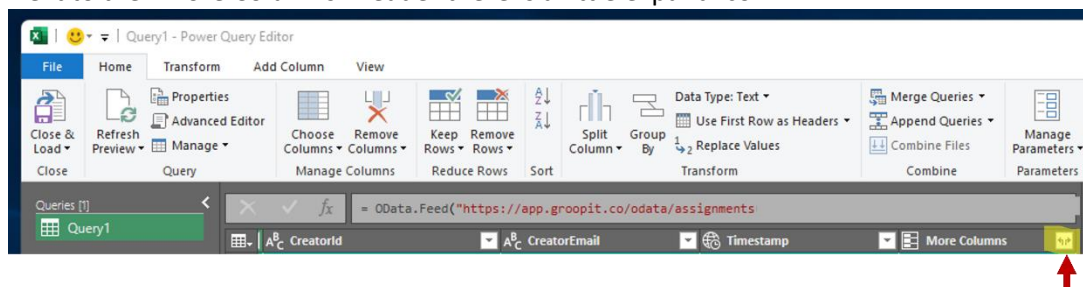 Query1 - Power Query Editor
File Home Transform Add Column View
Close & Load
Refresh Preview
Properties
Advanced Editor
Manage
Choose Columns
Remove Columns
Keep Rows
Remove Rows
Split Column
Group By
Data Type: Text
Use First Row as Headers
Replace Values
Merge Queries
Append Queries
Combine Files
Manage Parameters
Close Query Manage Columns Reduce Rows Sort Transform Combine Parameters
Queries [1]
fx = OData.Feed("https://app.groopit.co/odata/assignments
Query1
ABC CreatorId ABC CreatorEmail Timestamp More Columns